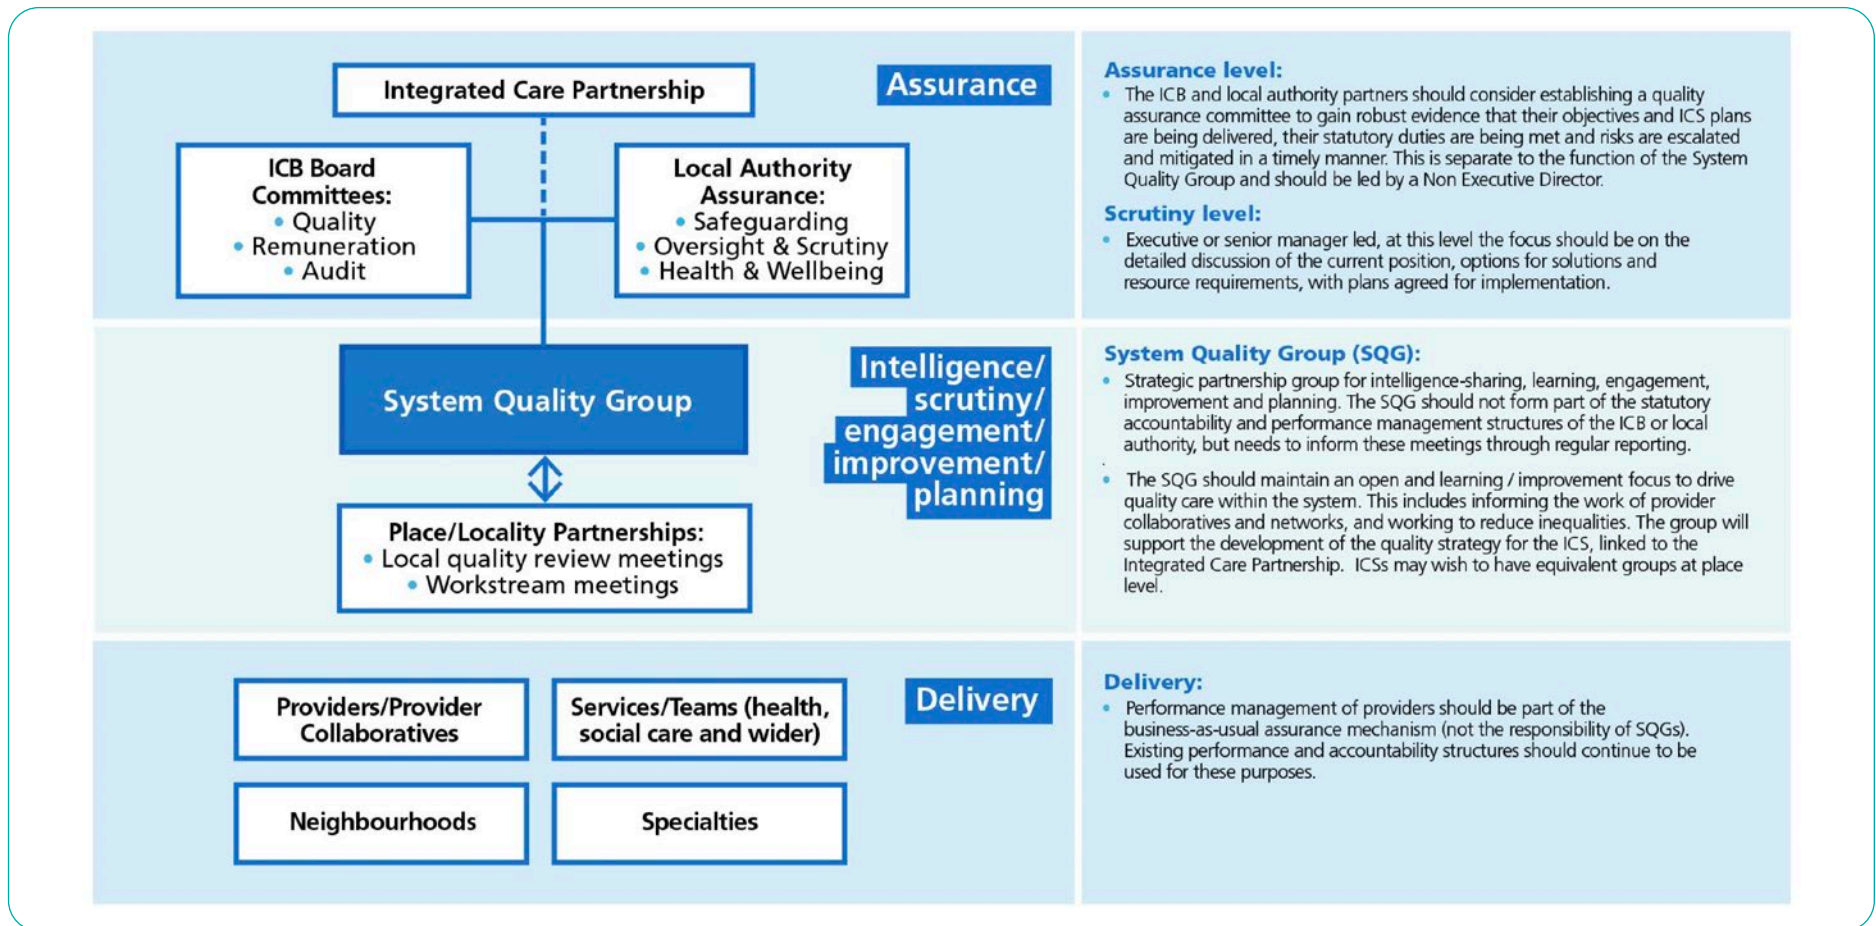 Integrated Care Partnership
Assurance
ICB Board
Committees:
• Quality
• Remuneration
• Audit
Local Authority
Assurance:
• Safeguarding
• Oversight & Scrutiny
• Health & Wellbeing
Assurance level:
• The ICB and local authority partners should consider establishing a quality
assurance committee to gain robust evidence that their objectives and ICS plans
are being delivered, their statutory duties are being met and risks are escalated
and mitigated in a timely manner. This is separate to the function of the System
Quality Group and should be led by a Non Executive Director.
Scrutiny level:
• Executive or senior manager led, at this level the focus should be on the
detailed discussion of the current position, options for solutions and
resource requirements, with plans agreed for implementation.
System Quality Group
Intelligence/
scrutiny/
engagement/
improvement/
planning
Place/Locality Partnerships:
• Local quality review meetings
• Workstream meetings
System Quality Group (SQG):
• Strategic partnership group for intelligence-sharing, learning, engagement,
improvement and planning. The SQG should not form part of the statutory
accountability and performance management structures of the ICB or local
authority, but needs to inform these meetings through regular reporting.
.
• The SQG should maintain an open and learning / improvement focus to drive
quality care within the system. This includes informing the work of provider
collaboratives and networks, and working to reduce inequalities. The group will
support the development of the quality strategy for the ICS, linked to the
Integrated Care Partnership. ICSs may wish to have equivalent groups at place
level.
Providers/Provider
Collaboratives
Services/Teams (health,
social care and wider)
Delivery
Neighbourhoods
Specialties
Delivery:
• Performance management of providers should be part of the
business-as-usual assurance mechanism (not the responsibility of SQGs).
Existing performance and accountability structures should continue to be
used for these purposes.